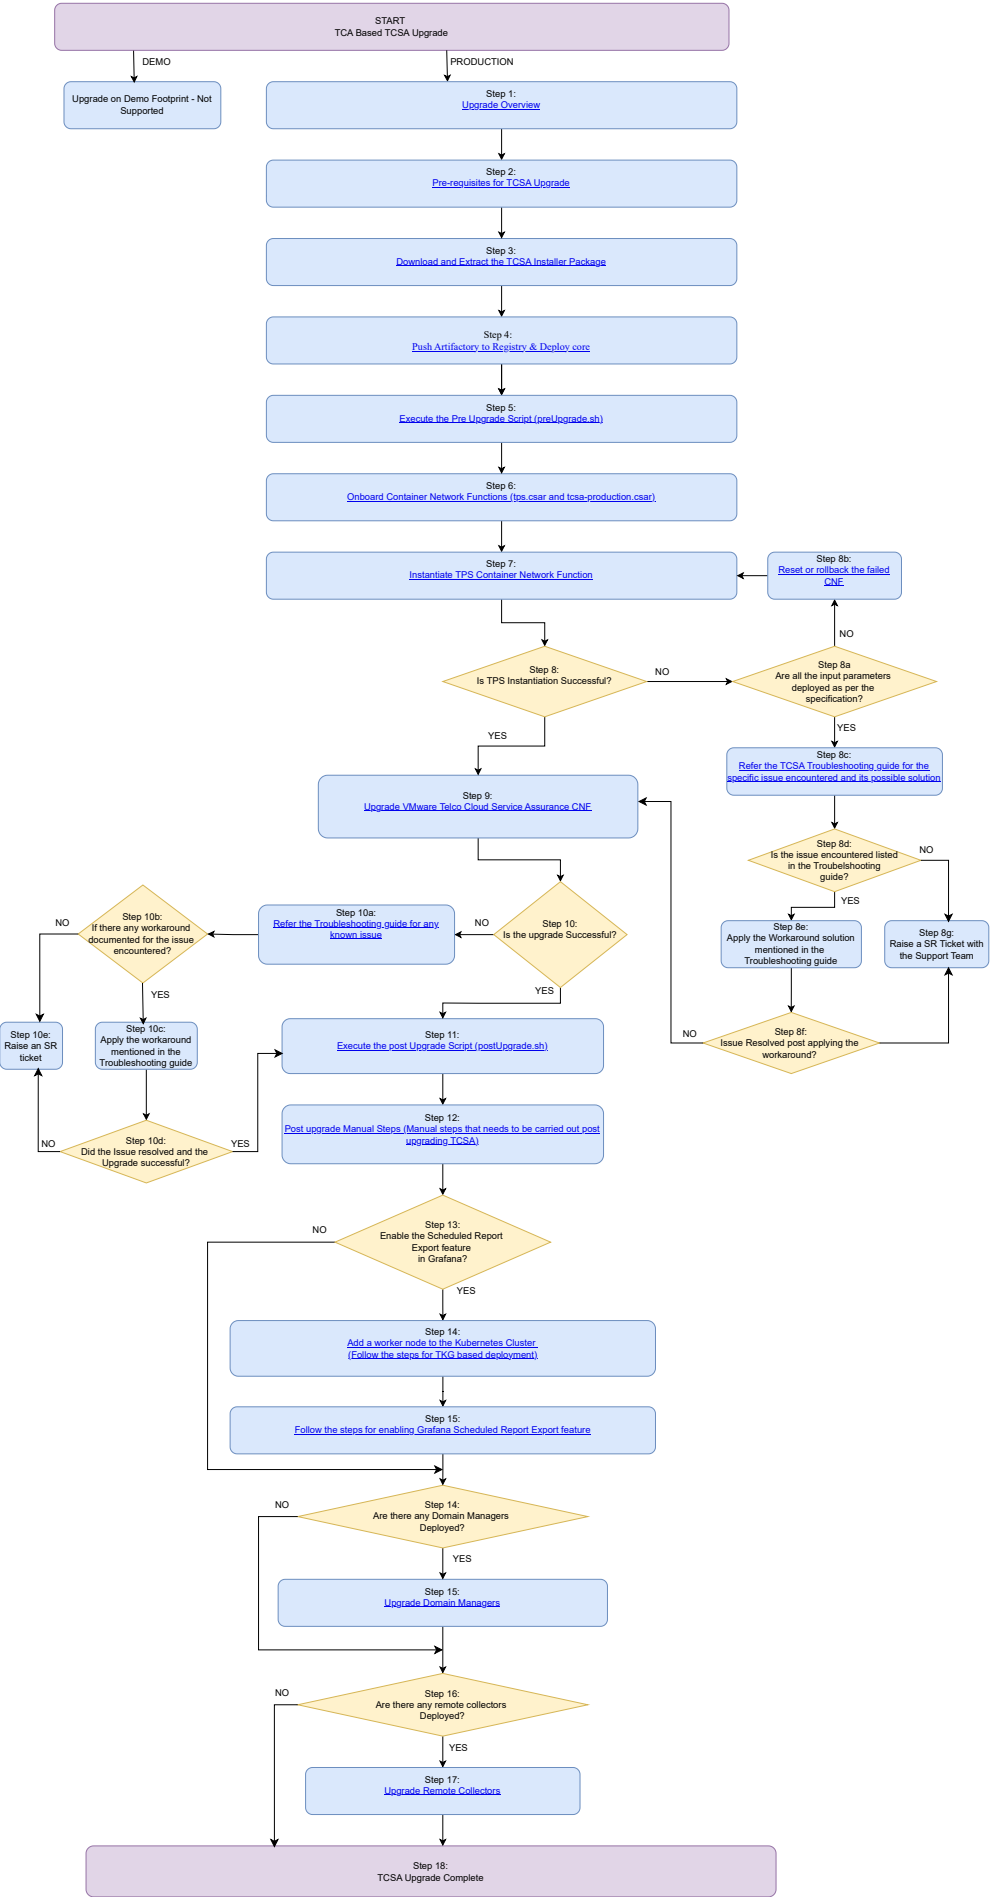 START
TCA Based TCSA Upgrade
DEMO
PRODUCTION
Upgrade on Demo Footprint - Not
Supported
Step 1:
Upgrade Overview
Step 2:
Pre-requisites for TCSA Upgrade
Step 3:
Download and Extract the TCSA Installer Package
Step 4:
Push Artifactory to Registry & Deploy core
Step 5:
Execute the Pre Upgrade Script (preUpgrade.sh)
Step 6:
Onboard Container Network Functions (tps.csar and tcsa-production.csar)
Step 7:
Instantiate TPS Container Network Function
Step 8b:
Reset or rollback the failed
CNF
NO
Step 8:
Is TPS Instantiation Successful?
NO
Step 8a
Are all the input parameters
deployed as per the
specification?
YES
YES
Step 8c:
Refer the TCSA Troubleshooting guide for the
specific issue encountered and its possible solution
Step 9:
Upgrade VMware Telco Cloud Service Assurance CNF
Step 8d:
Is the issue encountered listed
in the Troubelshooting
guide?
NO
YES
Step 8e:
Apply the Workaround solution
mentioned in the
Troubleshooting guide
Step 8g:
Raise a SR Ticket with
the Support Team
Step 8f:
Issue Resolved post applying the
workaround?
NO
Step 10:
Is the upgrade Successful?
NO
Step 10a:
Refer the Troubleshooting guide for any
known issue
Step 10b:
If there any workaround
documented for the issue
encountered?
NO
YES
YES
Step 10e:
Raise an SR
ticket
Step 10c:
Apply the workaround
mentioned in the
Troubleshooting guide
Step 10d:
Did the Issue resolved and the
Upgrade successful?
NO
YES
Step 11:
Execute the post Upgrade Script (postUpgrade.sh)
Step 12:
Post upgrade Manual Steps (Manual steps that needs to be carried out post
upgrading TCSA)
Step 13:
Enable the Scheduled Report
Export feature
in Grafana?
NO
YES
Step 14:
Add a worker node to the Kubernetes Cluster
(Follow the steps for TKG based deployment)
Step 15:
Follow the steps for enabling Grafana Scheduled Report Export feature
Step 14:
Are there any Domain Managers
Deployed?
NO
YES
Step 15:
Upgrade Domain Managers
Step 16:
Are there any remote collectors
Deployed?
NO
YES
Step 17:
Upgrade Remote Collectors
Step 18:
TCSA Upgrade Complete